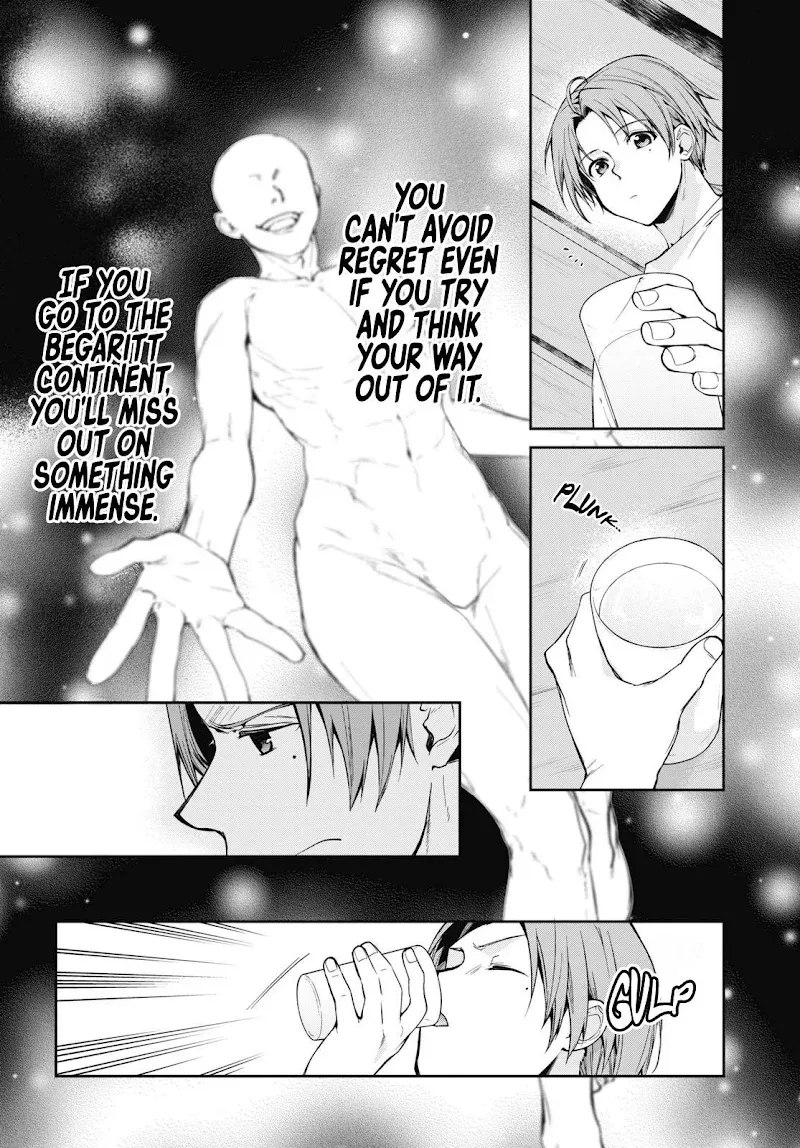 YOU
CAN'T AVOID
REGRET EVEN
IF YOU TRY
AND THINK
YOUR WAY
OUT OF IT.
IF YOU
GO TO THE
BEGARITT
CONTINENT,
YOU'LL MISS
OUT ON
SOMETHING
IMMENSE.
PLUNK...
GULP